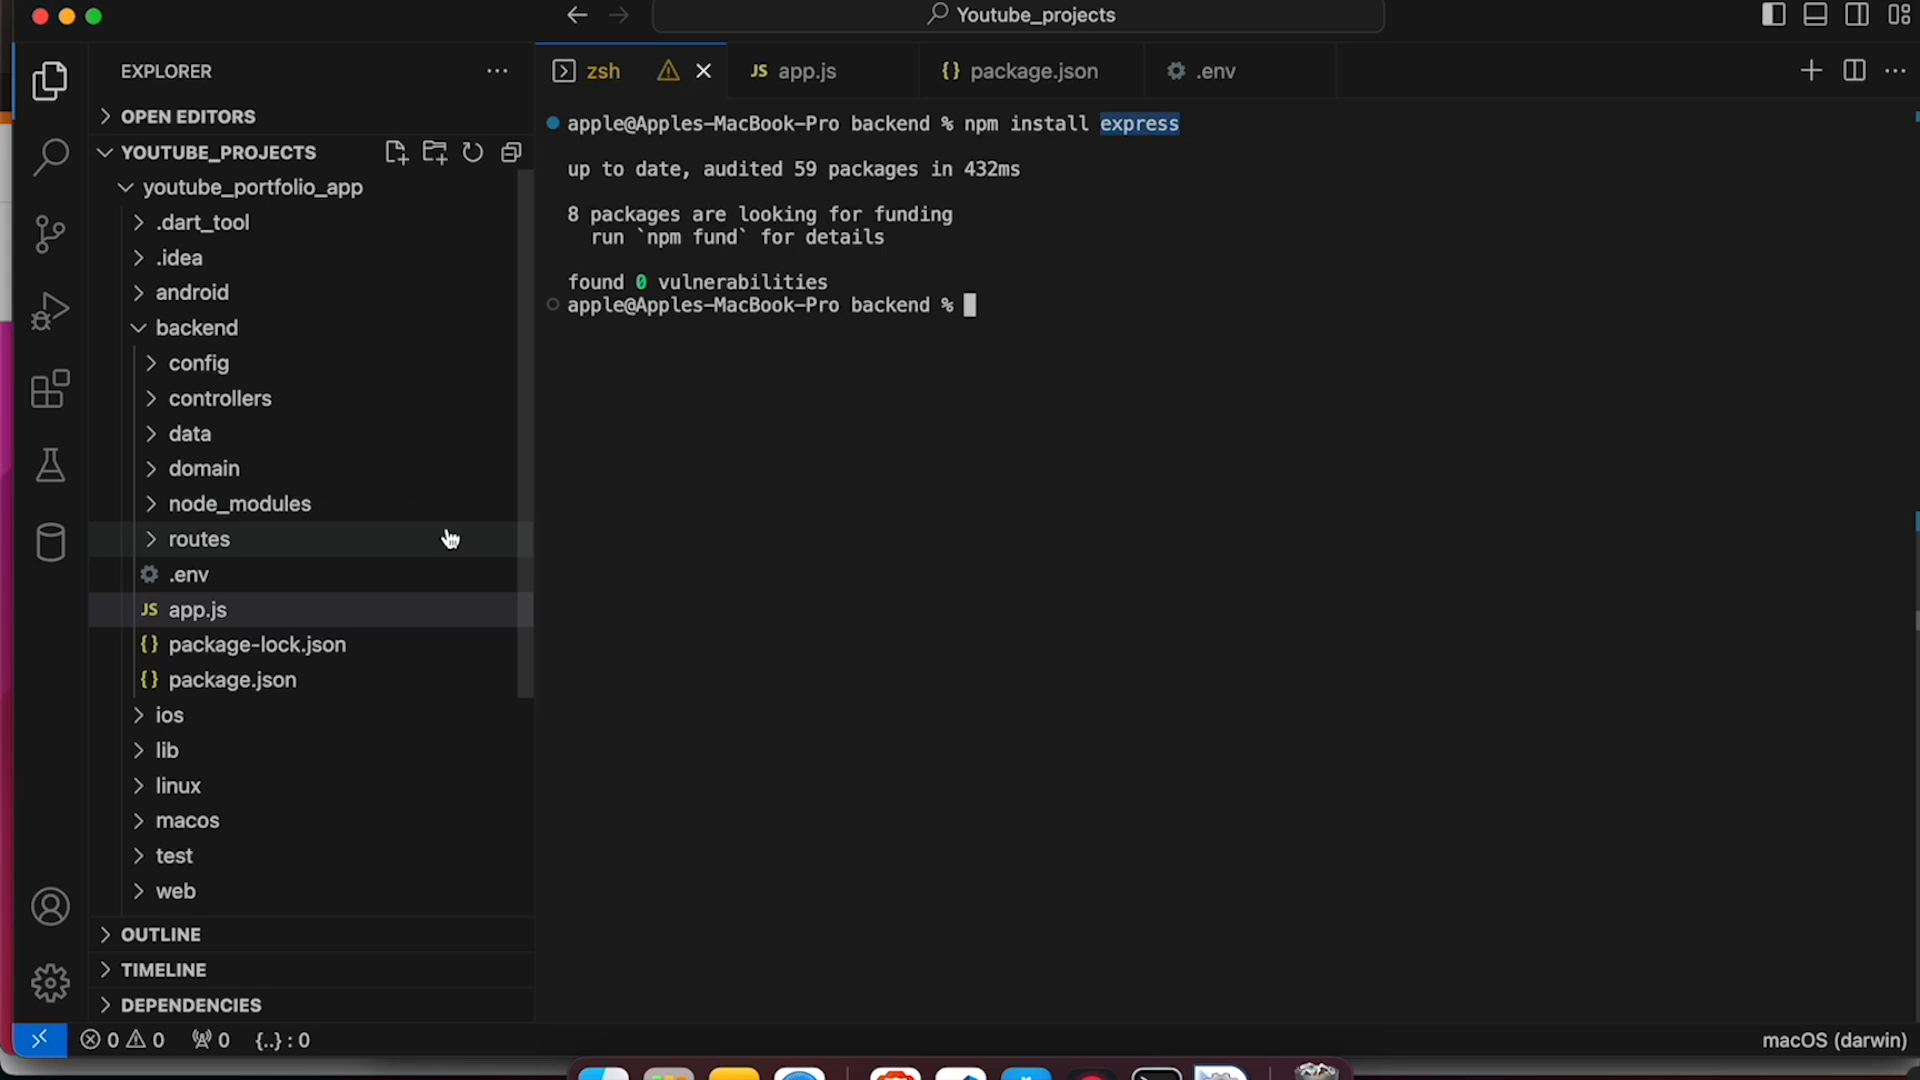 Youtube_projects
EXPLORER
OPEN EDITORS
YOUTUBE_PROJECTS
youtube_portfolio_app
.dart_tool
.idea
android
backend
config
controllers
data
domain
node_modules
routes
.env
JS app.js
{} package-lock.json
{} package.json
ios
lib
linux
macos
test
web
OUTLINE
TIMELINE
DEPENDENCIES
zsh
JS app.js
{} package.json
.env
apple@Apples-MacBook-Pro backend % npm install express
up to date, audited 59 packages in 432ms
8 packages are looking for funding
run `npm fund` for details
found 0 vulnerabilities
apple@Apples-MacBook-Pro backend %
0 0 0 {..} : 0
macOS (darwin)